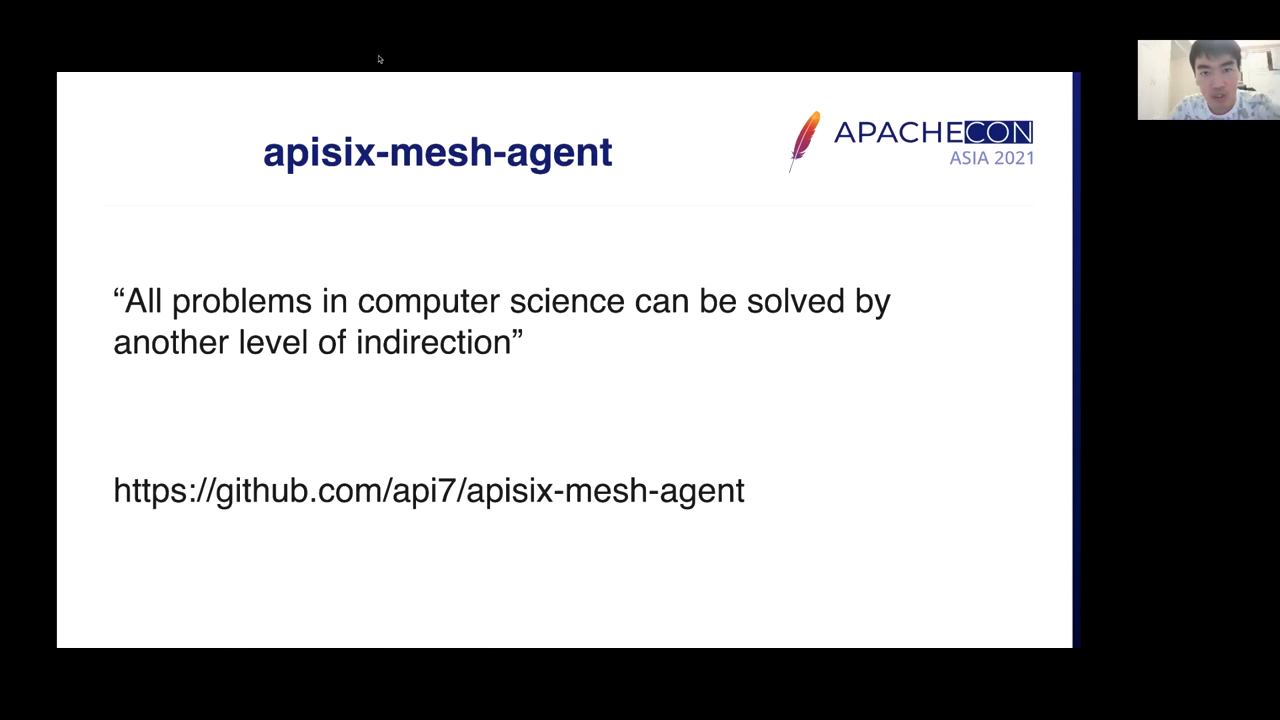 apisix-mesh-agent
APACHECON
ASIA 2021
“All problems in computer science can be solved by
another level of indirection”
https://github.com/api7/apisix-mesh-agent